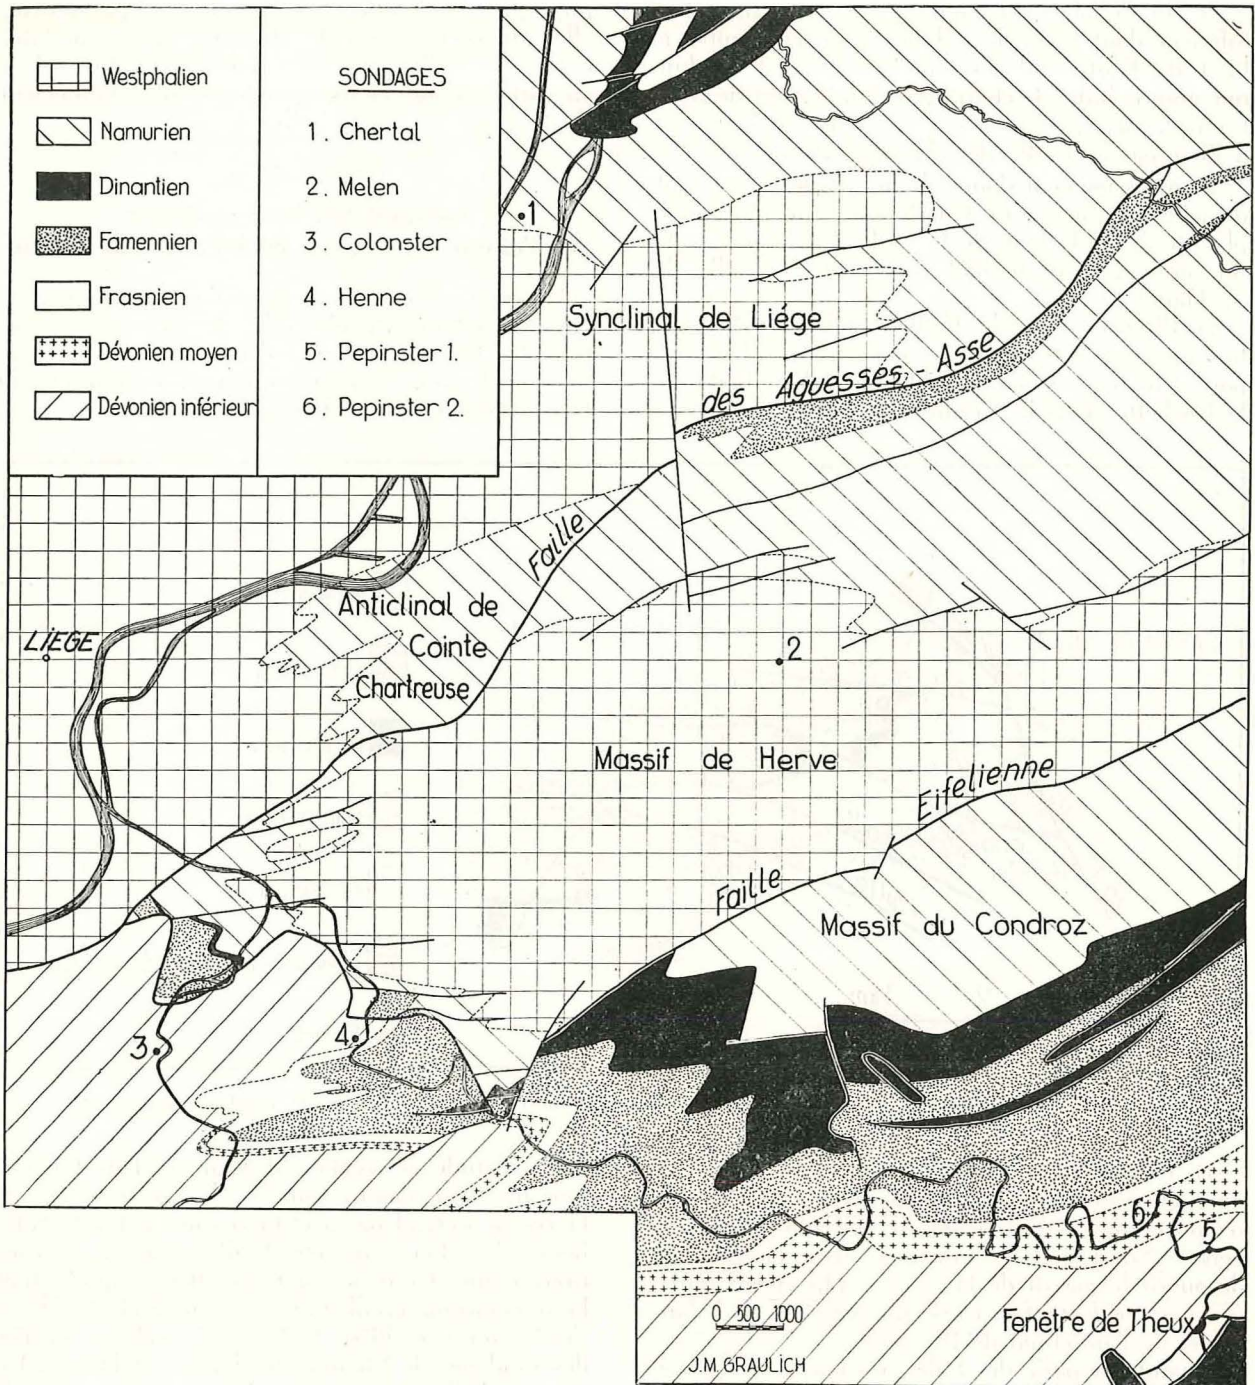 Westphalien
Namurien
Dinantien
Famennien
Frasnien
Dévonien moyen
Dévonien inférieur
SONDAGES
1. Chertal
2. Melen
3. Colonster
4. Henne
5. Pepinster 1.
6. Pepinster 2.
1
Synclinal de Liége
Faille des Aguesses - Asse
Anticlinal de
Cointe
Chartreuse
LIEGE
2
Massif de Herve
Faille Eifelienne
Massif du Condroz
3
4
6
5
Fenêtre de Theux
0 500 1000
J.M. GRAULICH